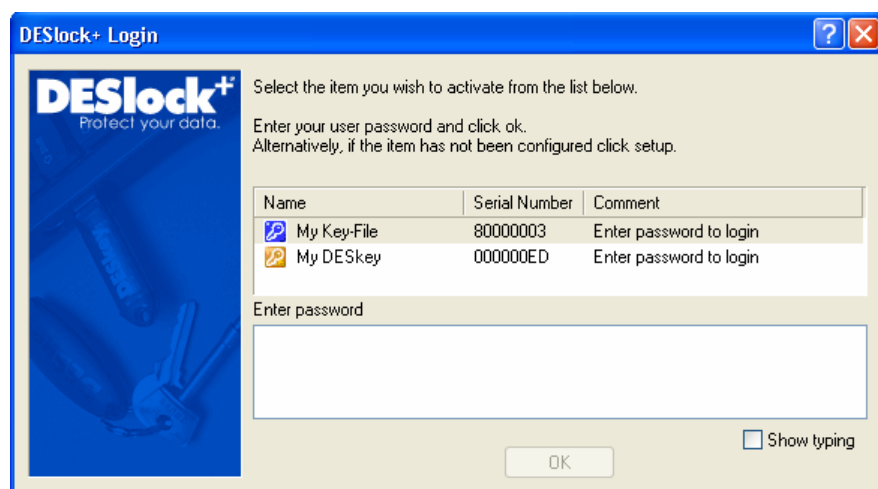 DESlock+ Login
DESlock+
Protect your data.
Select the item you wish to activate from the list below.
Enter your user password and click ok.
Alternatively, if the item has not been configured click setup.
Name Serial Number Comment
My Key-File 80000003 Enter password to login
My DESkey 000000ED Enter password to login
Enter password
Show typing
OK